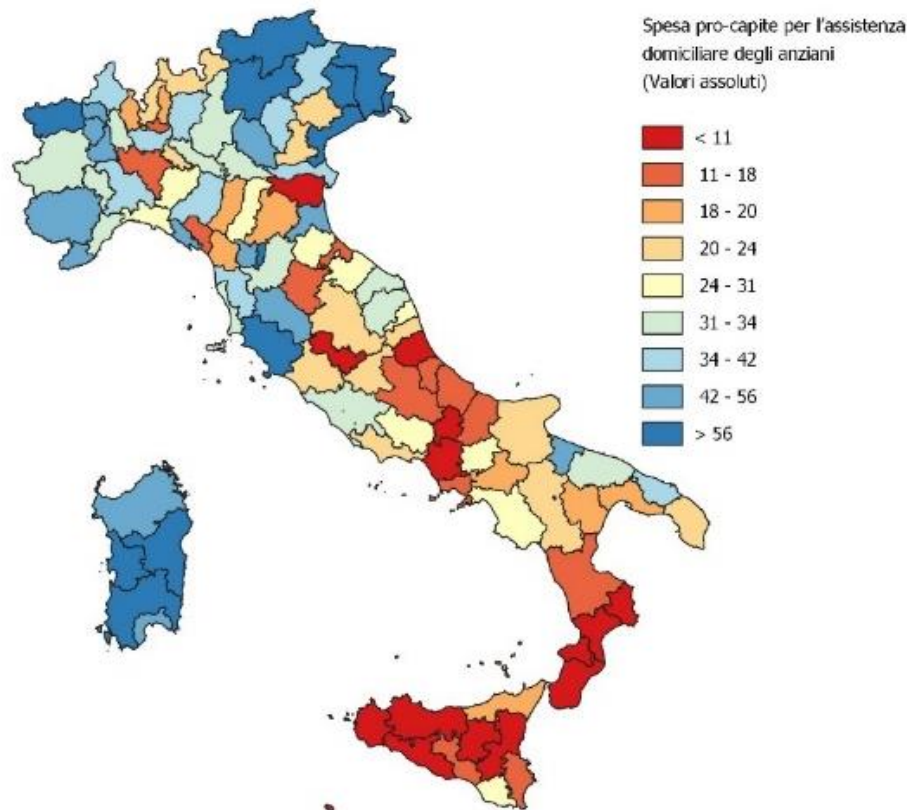 Spesa pro-capite per l'assistenza
domiciliare degli anziani
(Valori assoluti)
< 11
11 - 18
18 - 20
20 - 24
24 - 31
31 - 34
34 - 42
42 - 56
> 56